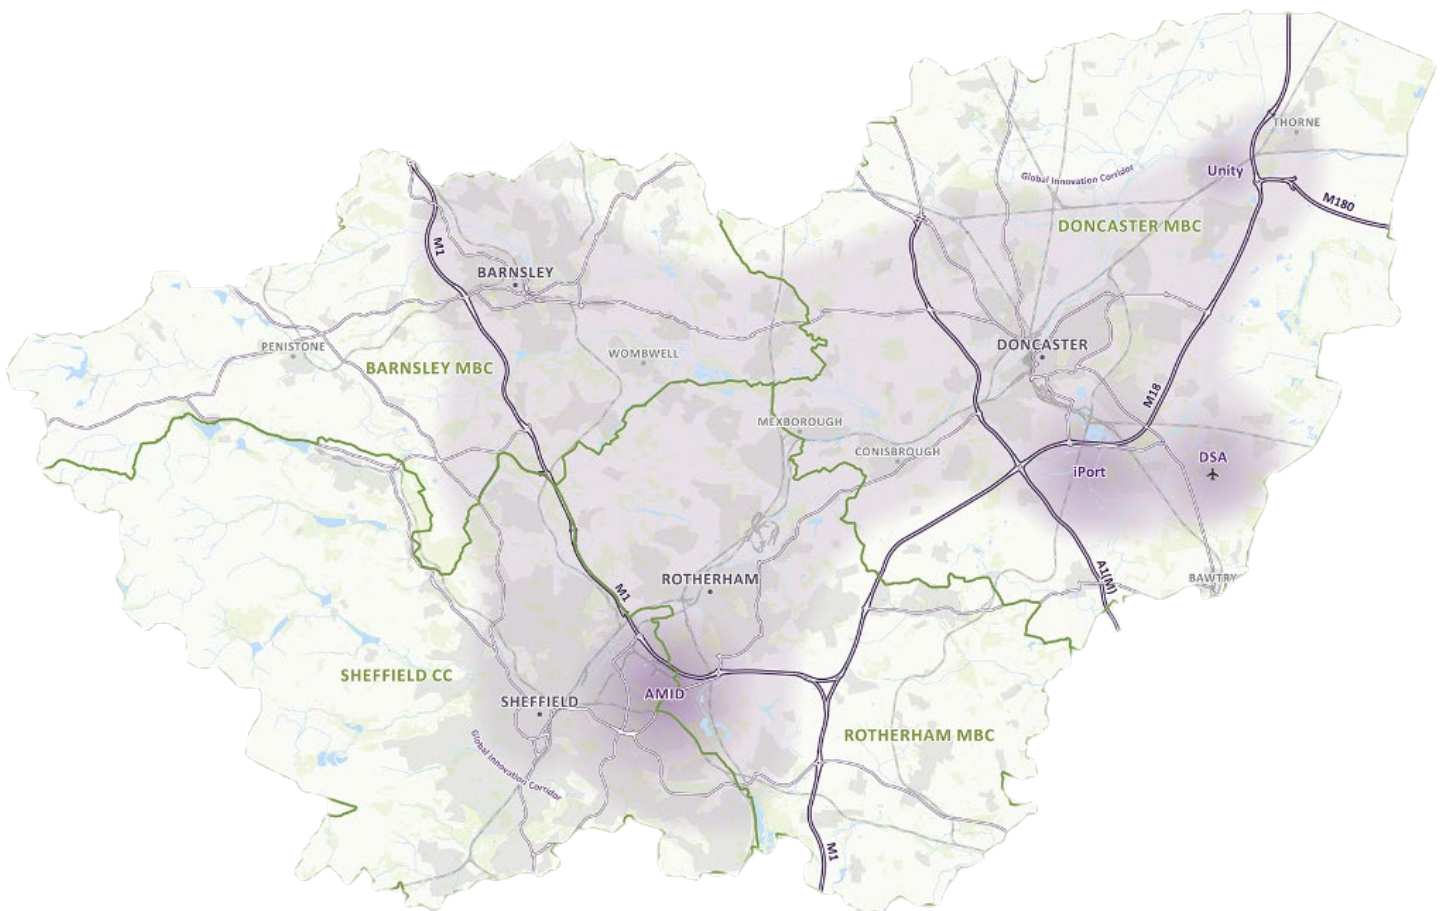 THORNE
Unity
Global Innovation Corridor
M180
DONCASTER MBC
M1
BARNSLEY
DONCASTER
PENISTONE
WOMBWELL
BARNSLEY MBC
M18
MEXBOROUGH
CONISBROUGH
DSA
iPort
ROTHERHAM
M1
A1(M)
BAWTRY
SHEFFIELD CC
AMID
SHEFFIELD
ROTHERHAM MBC
Global Innovation Corridor
M1